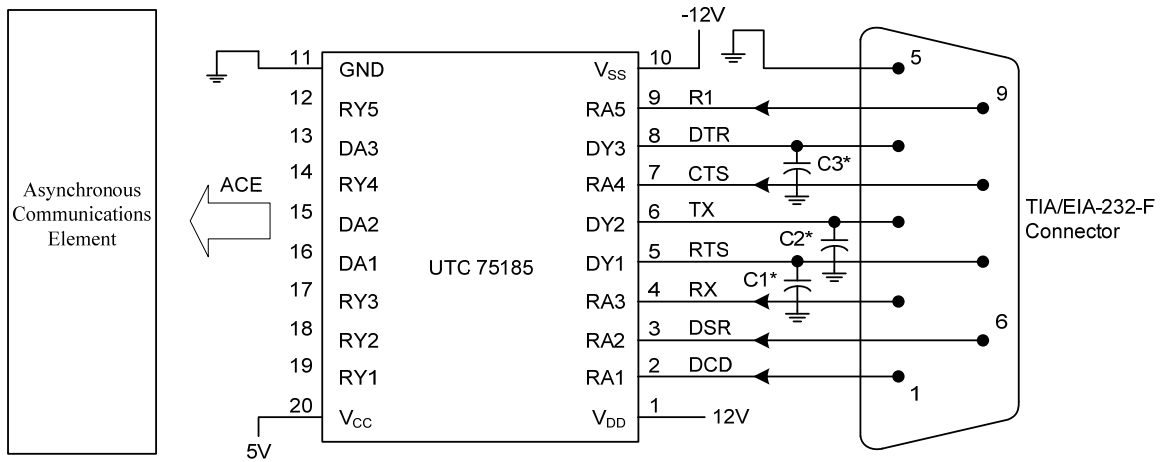 Asynchronous
Communications
Element
ACE
UTC 75185
11 GND
12 RY5
13 DA3
14 RY4
15 DA2
16 DA1
17 RY3
18 RY2
19 RY1
20 VCC
5V
-12V
VSS 10
RA5 9 R1
DY3 8 DTR
RA4 7 CTS
DY2 6 TX
DY1 5 RTS
RA3 4 RX
RA2 3 DSR
RA1 2 DCD
VDD 1 12V
C3*
C2*
C1*
5
9
6
1
TIA/EIA-232-F
Connector